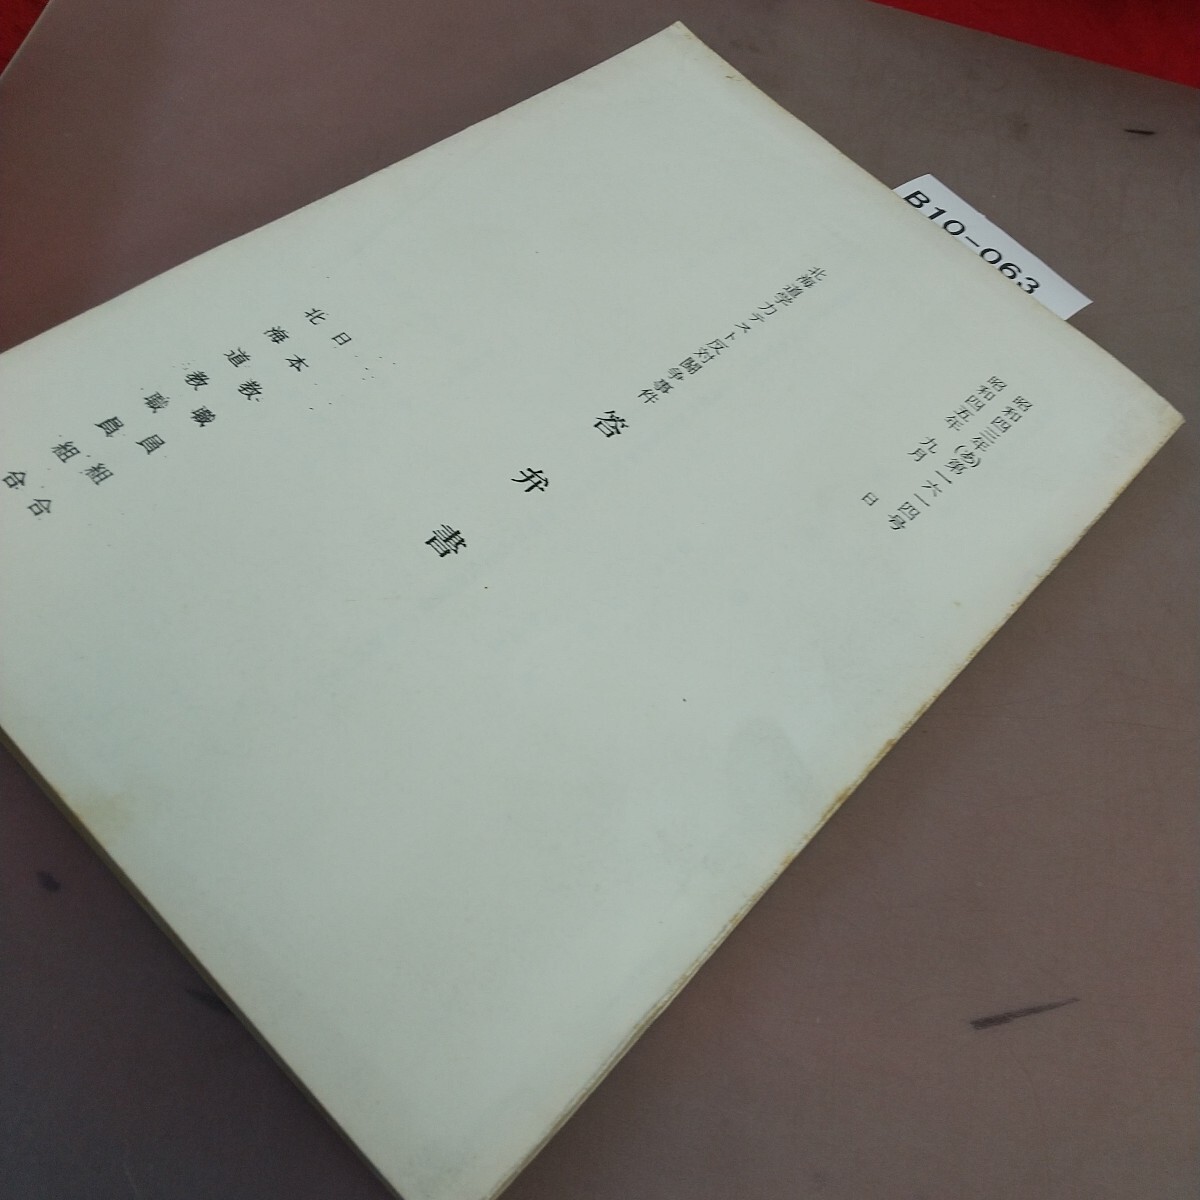 昭和四三年(あ)第一六一四号
昭和四五年 九月 日
北海道学力テスト反対闘争事件
答弁書
日本教職員組合
北海道教職員組合
B10-063